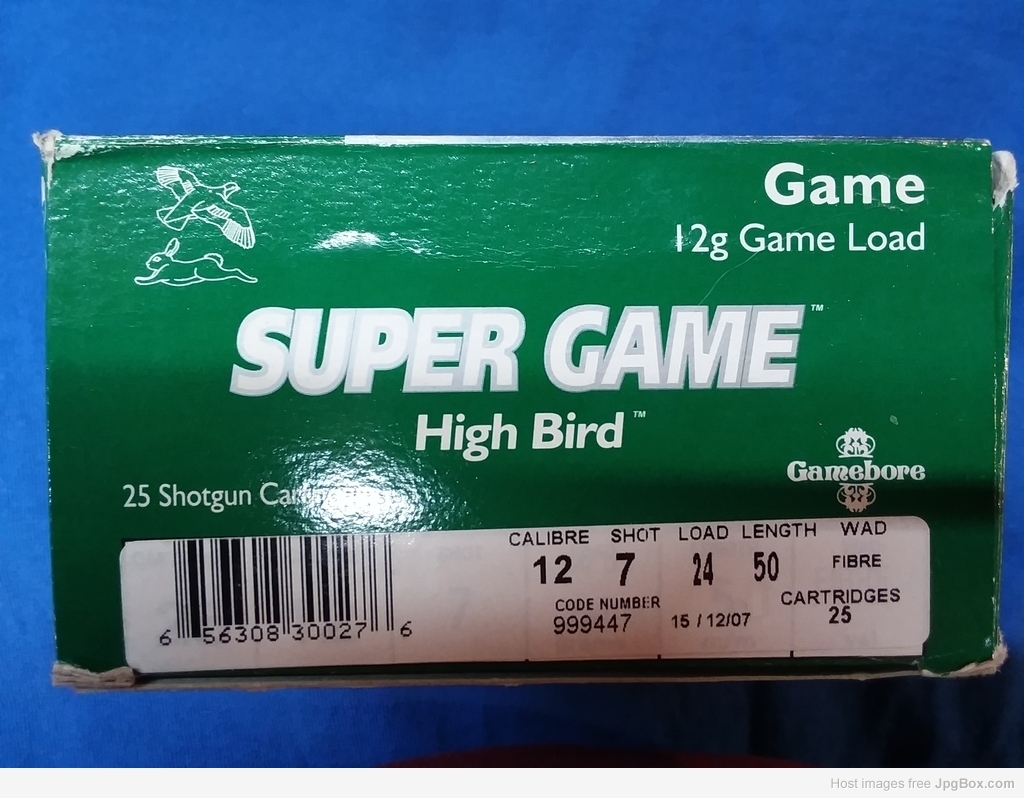 Game
12g Game Load
SUPER GAME™
High Bird™
Gamebore
25 Shotgun
CALIBRE SHOT LOAD LENGTH WAD
12 7 24 50 FIBRE
CODE NUMBER CARTRIDGES
999447 15/12/07 25
6 56308 30027 6
Host images free JpgBox.com